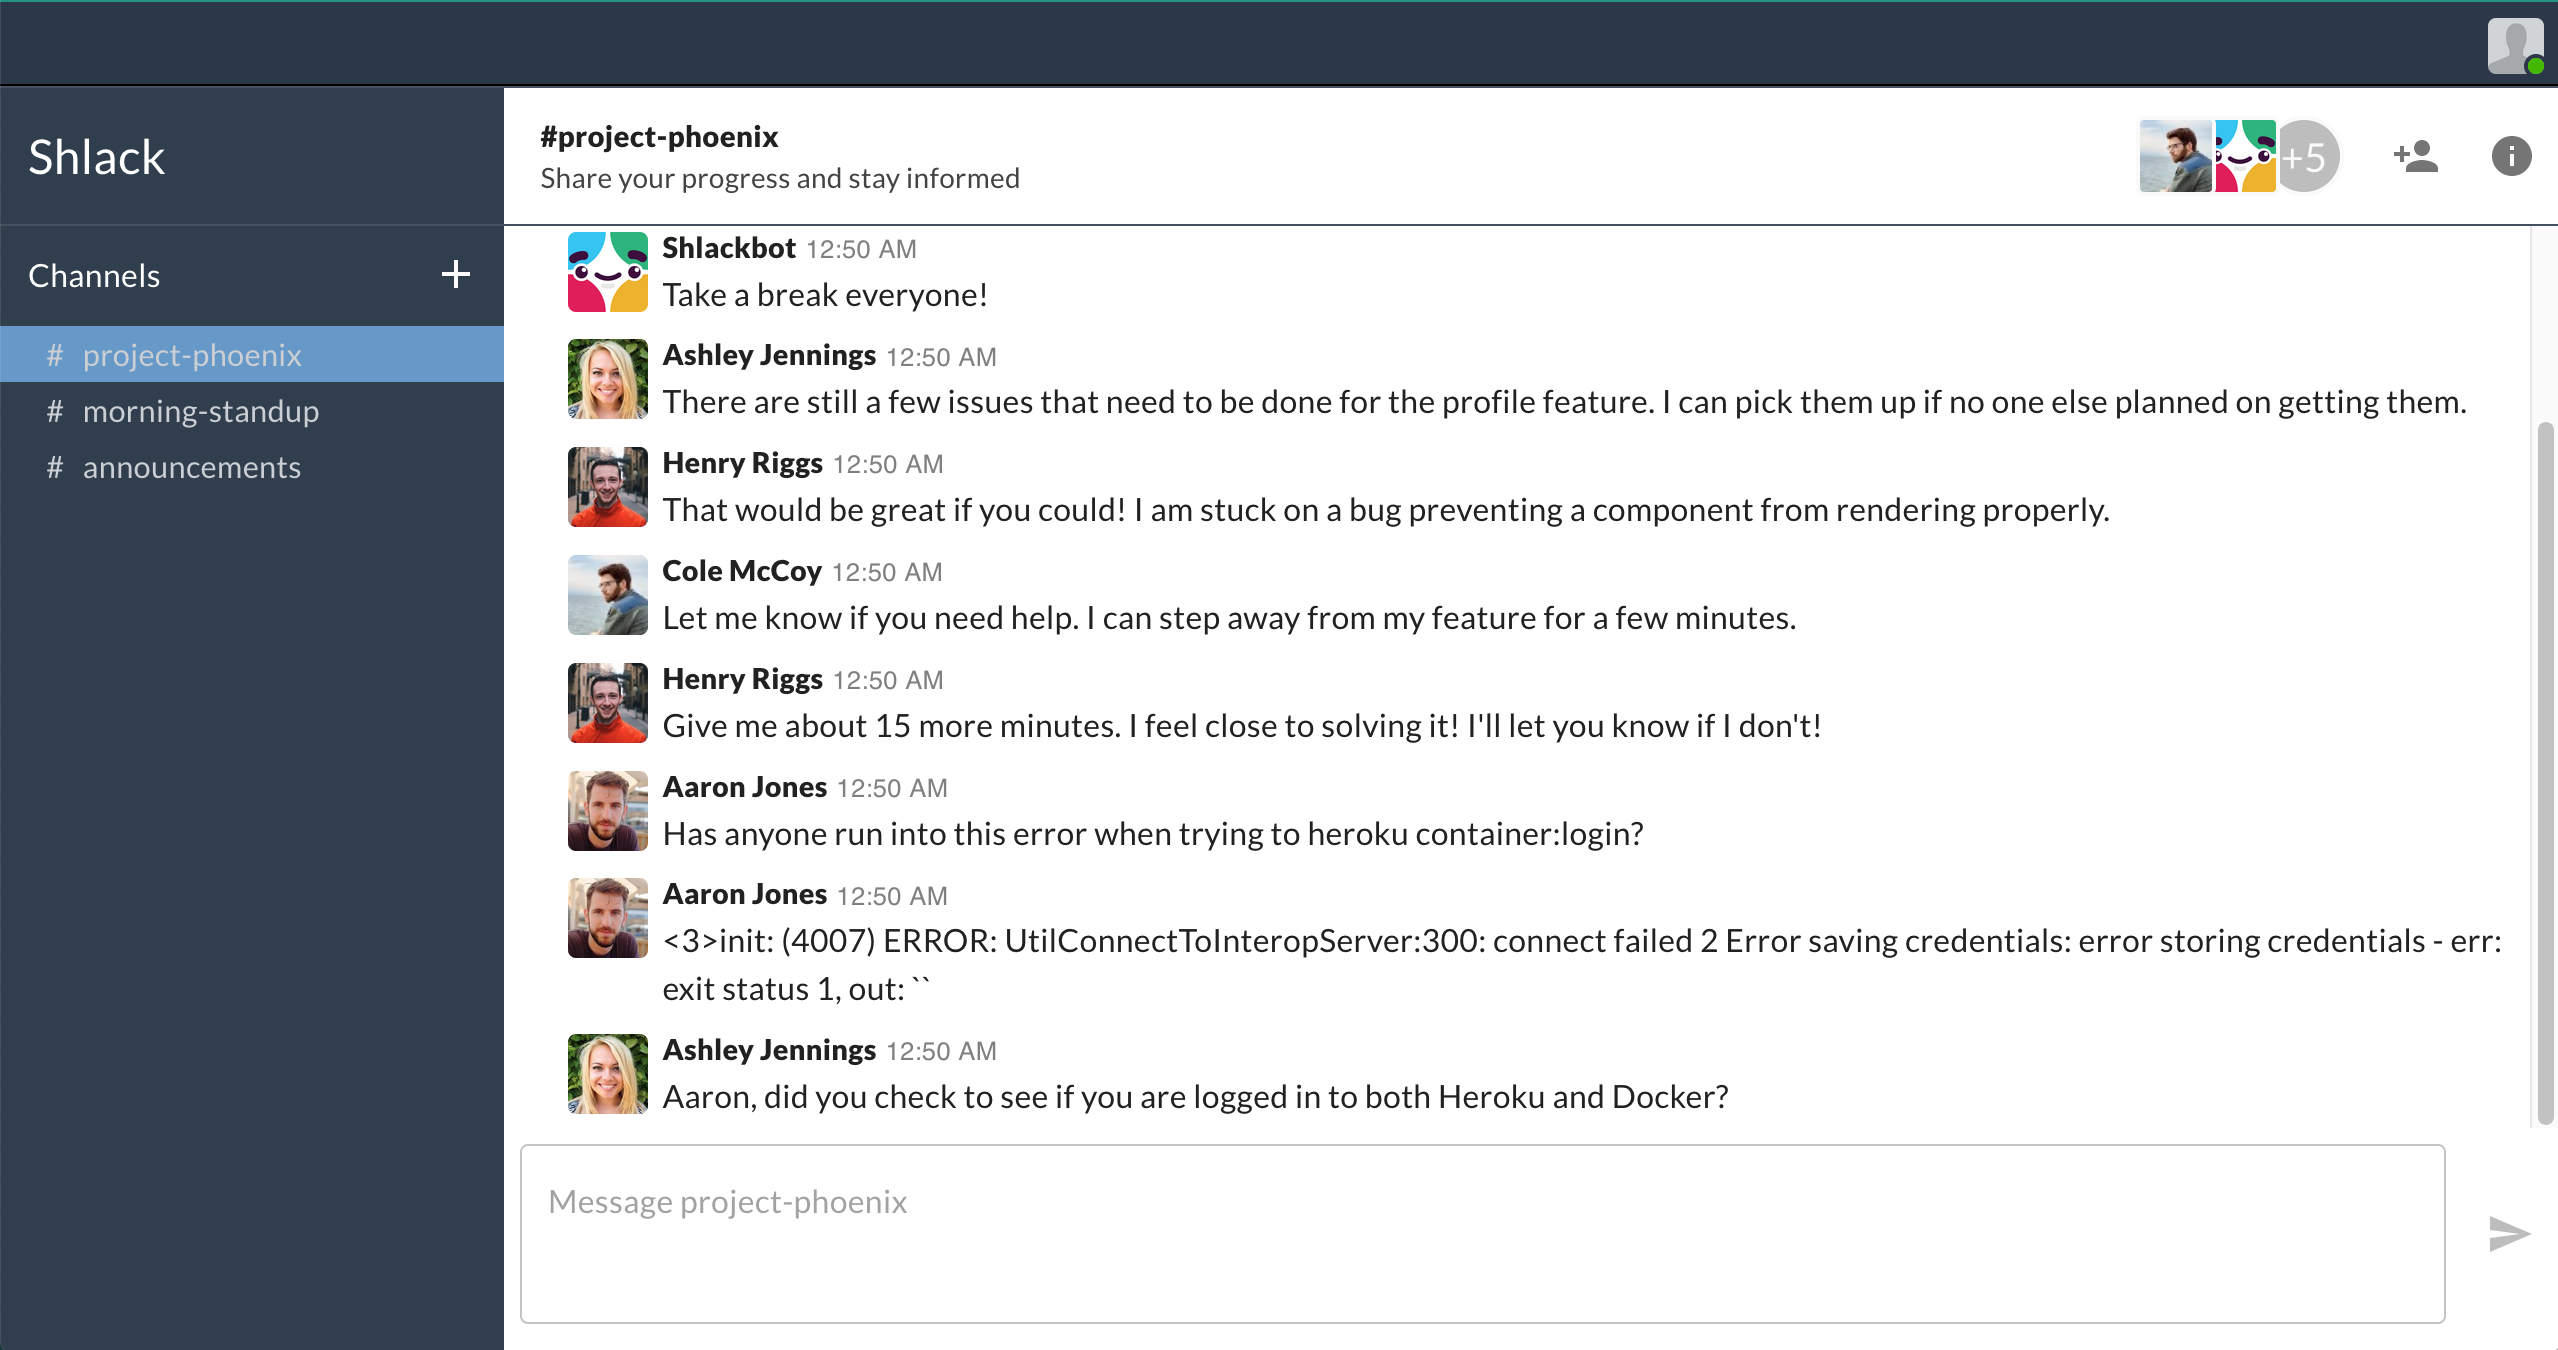 Shlack
Channels
+
# project-phoenix
# morning-standup
# announcements
#project-phoenix
Share your progress and stay informed
+5
Shlackbot 12:50 AM
Take a break everyone!
Ashley Jennings 12:50 AM
There are still a few issues that need to be done for the profile feature. I can pick them up if no one else planned on getting them.
Henry Riggs 12:50 AM
That would be great if you could! I am stuck on a bug preventing a component from rendering properly.
Cole McCoy 12:50 AM
Let me know if you need help. I can step away from my feature for a few minutes.
Henry Riggs 12:50 AM
Give me about 15 more minutes. I feel close to solving it! I'll let you know if I don't!
Aaron Jones 12:50 AM
Has anyone run into this error when trying to heroku container:login?
Aaron Jones 12:50 AM
<3>init: (4007) ERROR: UtilConnectToInteropServer:300: connect failed 2 Error saving credentials: error storing credentials - err:
exit status 1, out: ``
Ashley Jennings 12:50 AM
Aaron, did you check to see if you are logged in to both Heroku and Docker?
Message project-phoenix